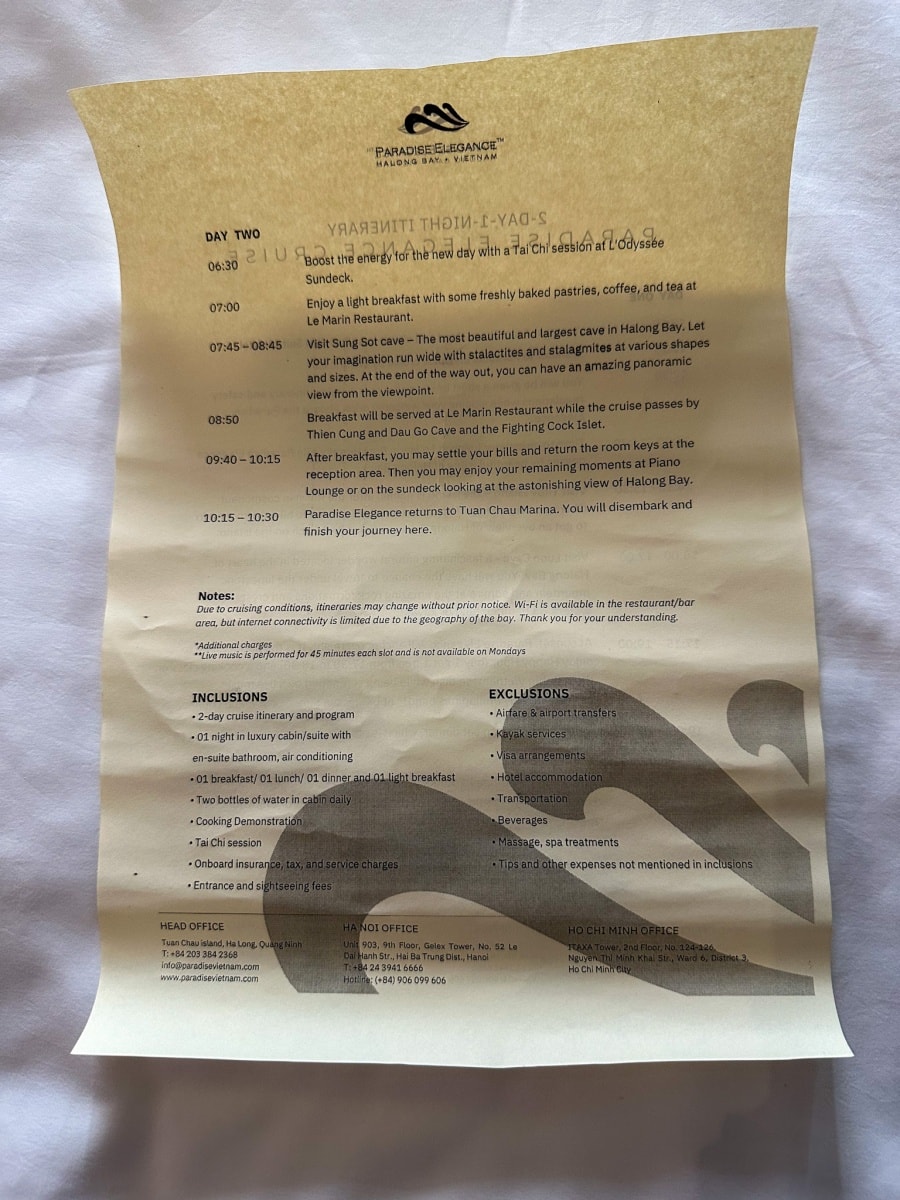 THE PARADISE ELEGANCE™
HALONG BAY • VIETNAM
2-DAY-1-NIGHT ITINERARY
PARADISE ELEGANCE CRUISE
DAY TWO
06:30 Boost the energy for the new day with a Tai Chi session at L'Odyssée
Sundeck.
07:00 Enjoy a light breakfast with some freshly baked pastries, coffee, and tea at
Le Marin Restaurant.
07:45 – 08:45 Visit Sung Sot cave – The most beautiful and largest cave in Halong Bay. Let
your imagination run wide with stalactites and stalagmites at various shapes
and sizes. At the end of the way out, you can have an amazing panoramic
view from the viewpoint.
08:50 Breakfast will be served at Le Marin Restaurant while the cruise passes by
Thien Cung and Dau Go Cave and the Fighting Cock Islet.
09:40 – 10:15 After breakfast, you may settle your bills and return the room keys at the
reception area. Then you may enjoy your remaining moments at Piano
Lounge or on the sundeck looking at the astonishing view of Halong Bay.
10:15 – 10:30 Paradise Elegance returns to Tuan Chau Marina. You will disembark and
finish your journey here.
Notes:
Due to cruising conditions, itineraries may change without prior notice. Wi-Fi is available in the restaurant/bar
area, but internet connectivity is limited due to the geography of the bay. Thank you for your understanding.
*Additional charges
**Live music is performed for 45 minutes each slot and is not available on Mondays
INCLUSIONS
• 2-day cruise itinerary and program
• 01 night in luxury cabin/suite with
en-suite bathroom, air conditioning
• 01 breakfast/ 01 lunch/ 01 dinner and 01 light breakfast
• Two bottles of water in cabin daily
• Cooking Demonstration
• Tai Chi session
• Onboard insurance, tax, and service charges
• Entrance and sightseeing fees
EXCLUSIONS
• Airfare & airport transfers
• Kayak services
• Visa arrangements
• Hotel accommodation
• Transportation
• Beverages
• Massage, spa treatments
• Tips and other expenses not mentioned in inclusions
HEAD OFFICE
Tuan Chau island, Ha Long, Quang Ninh
T: +84 203 384 2368
info@paradisevietnam.com
www.paradisevietnam.com
HA NOI OFFICE
Unit 903, 9th Floor, Gelex Tower, No. 52 Le
Dai Hanh Str., Hai Ba Trung Dist., Hanoi
T: +84 24 3941 6666
Hotline: (+84) 906 099 606
HO CHI MINH OFFICE
ITAXA Tower, 2nd Floor, No. 124-126
Nguyen Thi Minh Khai Str., Ward 6, District 3,
Ho Chi Minh City